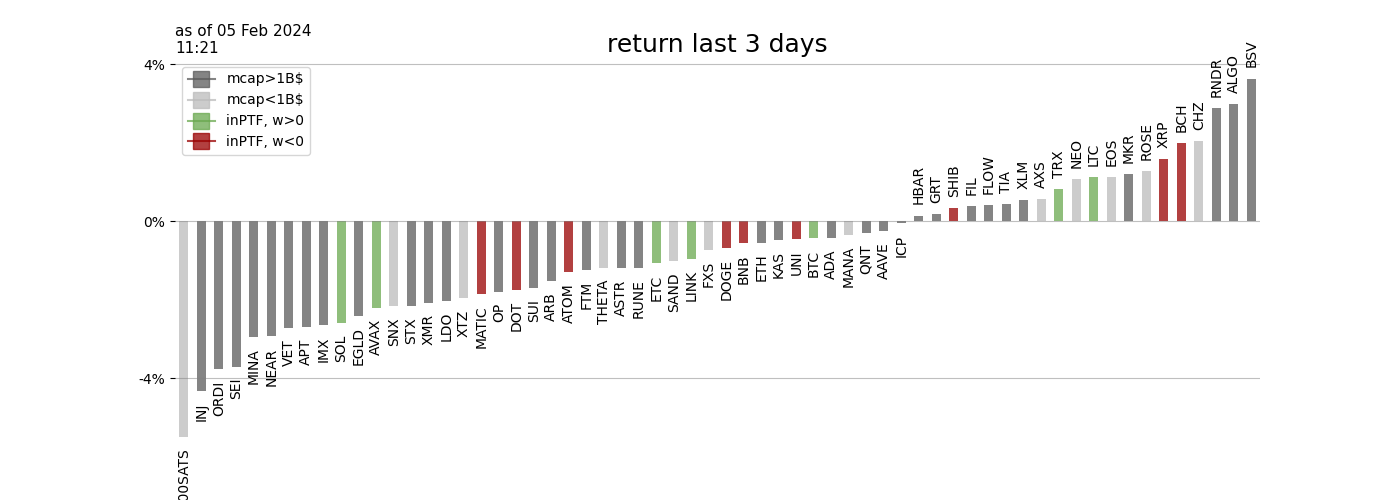 as of 05 Feb 2024
11:21
return last 3 days
4%
0%
-4%
mcap>1B$
mcap<1B$
inPTF, w>0
inPTF, w<0
00SATS
INJ
ORDI
SEI
MINA
NEAR
VET
APT
IMX
SOL
EGLD
AVAX
SNX
STX
XMR
LDO
XTZ
MATIC
OP
DOT
SUI
ARB
ATOM
FTM
THETA
ASTR
RUNE
ETC
SAND
LINK
FXS
DOGE
BNB
ETH
KAS
UNI
BTC
ADA
MANA
QNT
AAVE
ICP
HBAR
GRT
SHIB
FIL
FLOW
TIA
XLM
AXS
TRX
NEO
LTC
EOS
MKR
ROSE
XRP
BCH
CHZ
RNDR
ALGO
BSV